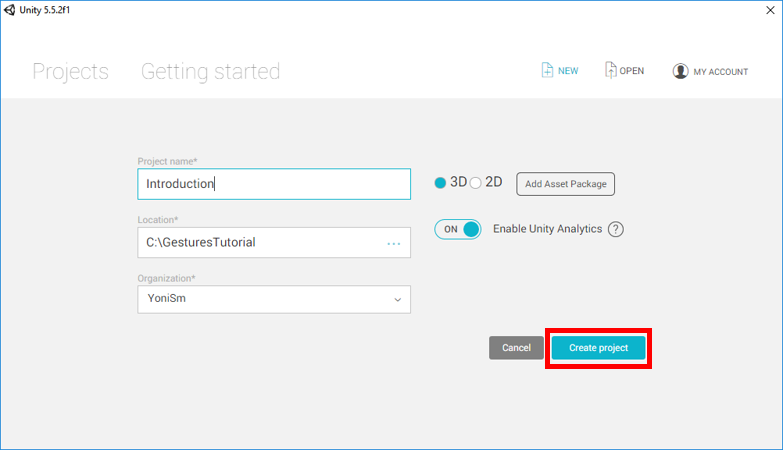 Unity 5.5.2f1
Projects Getting started NEW OPEN MY ACCOUNT
Project name*
Introduction 3D 2D Add Asset Package
Location*
C:\GesturesTutorial ... ON Enable Unity Analytics ?
Organization*
YoniSm
Cancel Create project